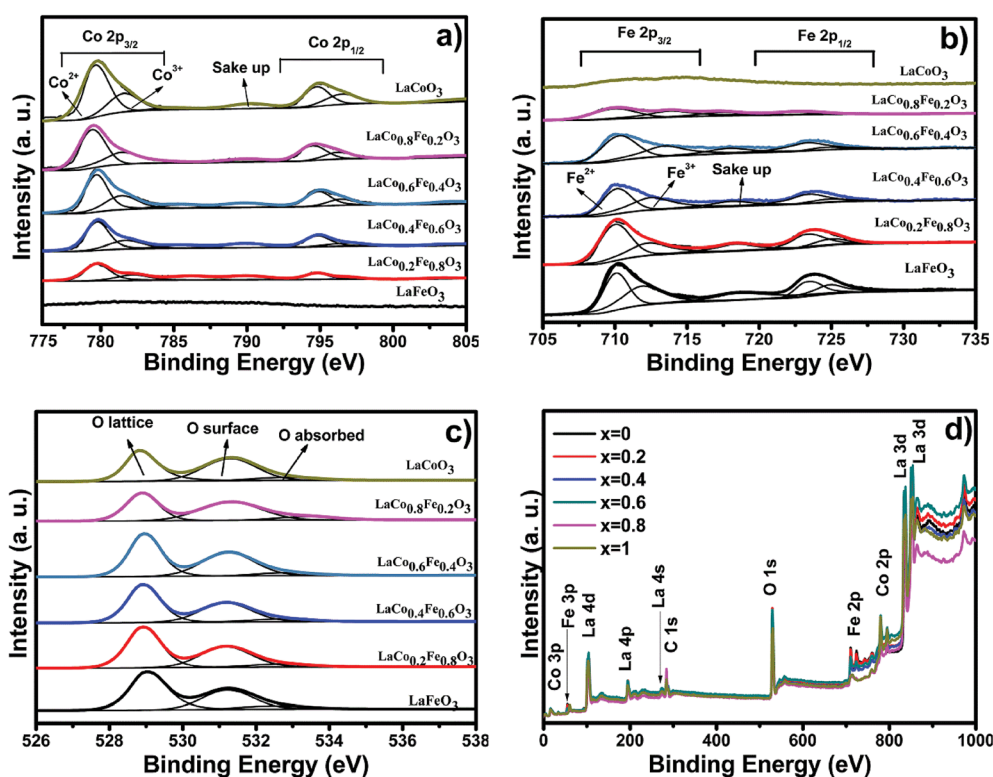 a)
Co 2p3/2
Co 2p1/2
Co2+
Co3+
Sake up
LaCoO3
LaCo0.8Fe0.2O3
LaCo0.6Fe0.4O3
LaCo0.4Fe0.6O3
LaCo0.2Fe0.8O3
LaFeO3
Intensity (a. u.)
775 780 785 790 795 800 805
Binding Energy (eV)
b)
Fe 2p3/2
Fe 2p1/2
LaCoO3
LaCo0.8Fe0.2O3
LaCo0.6Fe0.4O3
Fe2+
Fe3+
Sake up
LaCo0.4Fe0.6O3
LaCo0.2Fe0.8O3
LaFeO3
Intensity (a. u.)
705 710 715 720 725 730 735
Binding Energy (eV)
c)
O lattice
O surface
O absorbed
LaCoO3
LaCo0.8Fe0.2O3
LaCo0.6Fe0.4O3
LaCo0.4Fe0.6O3
LaCo0.2Fe0.8O3
LaFeO3
Intensity (a. u.)
526 528 530 532 534 536 538
Binding Energy (eV)
d)
x=0
x=0.2
x=0.4
x=0.6
x=0.8
x=1
Co 3p
Fe 3p
La 4d
La 4p
La 4s
C 1s
O 1s
Fe 2p
Co 2p
La 3d
La 3d
Intensity (a. u.)
0 200 400 600 800 1000
Binding Energy (eV)